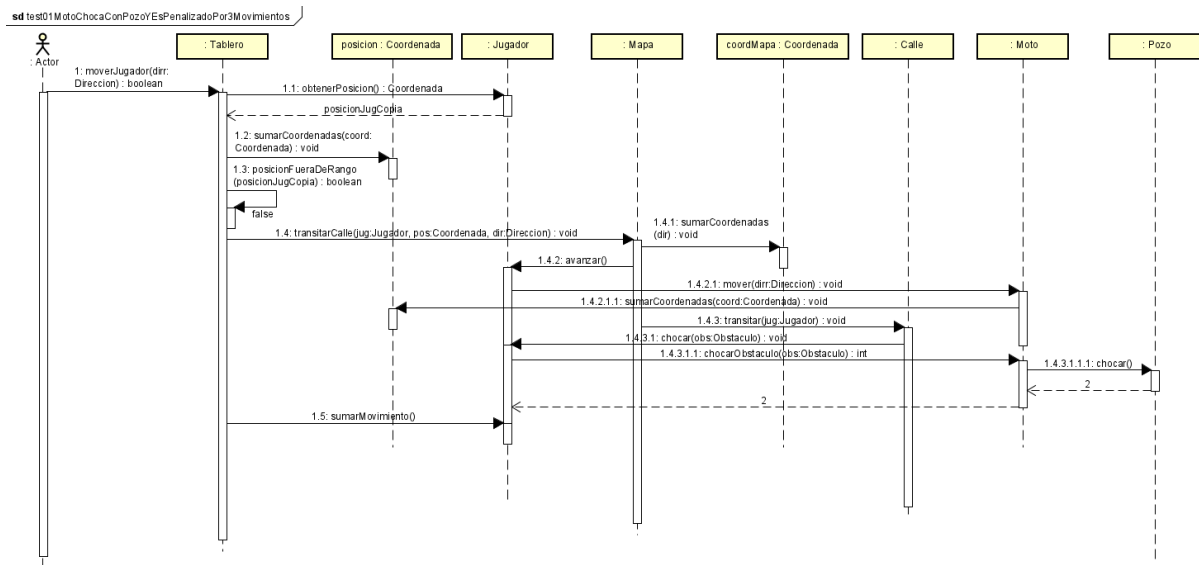 sd test01MotoChocaConPozoYEsPenalizadoPor3Movimientos
: Actor
: Tablero
posicion : Coordenada
: Jugador
: Mapa
coordMapa : Coordenada
: Calle
: Moto
: Pozo
1: moverJugador(dirr:
Direccion) : boolean
1.1: obtenerPosicion() : Coordenada
posicionJugCopia
1.2: sumarCoordenadas(coord:
Coordenada) : void
1.3: posicionFueraDeRango
(posicionJugCopia) : boolean
false
1.4: transitarCalle(jug:Jugador, pos:Coordenada, dir:Direccion) : void
1.4.1: sumarCoordenadas
(dir) : void
1.4.2: avanzar()
1.4.2.1: mover(dirr:Direccion) : void
1.4.2.1.1: sumarCoordenadas(coord:Coordenada) : void
1.4.3: transitar(jug:Jugador) : void
1.4.3.1: chocar(obs:Obstaculo) : void
1.4.3.1.1: chocarObstaculo(obs:Obstaculo) : int
1.4.3.1.1.1: chocar()
2
2
1.5: sumarMovimiento()